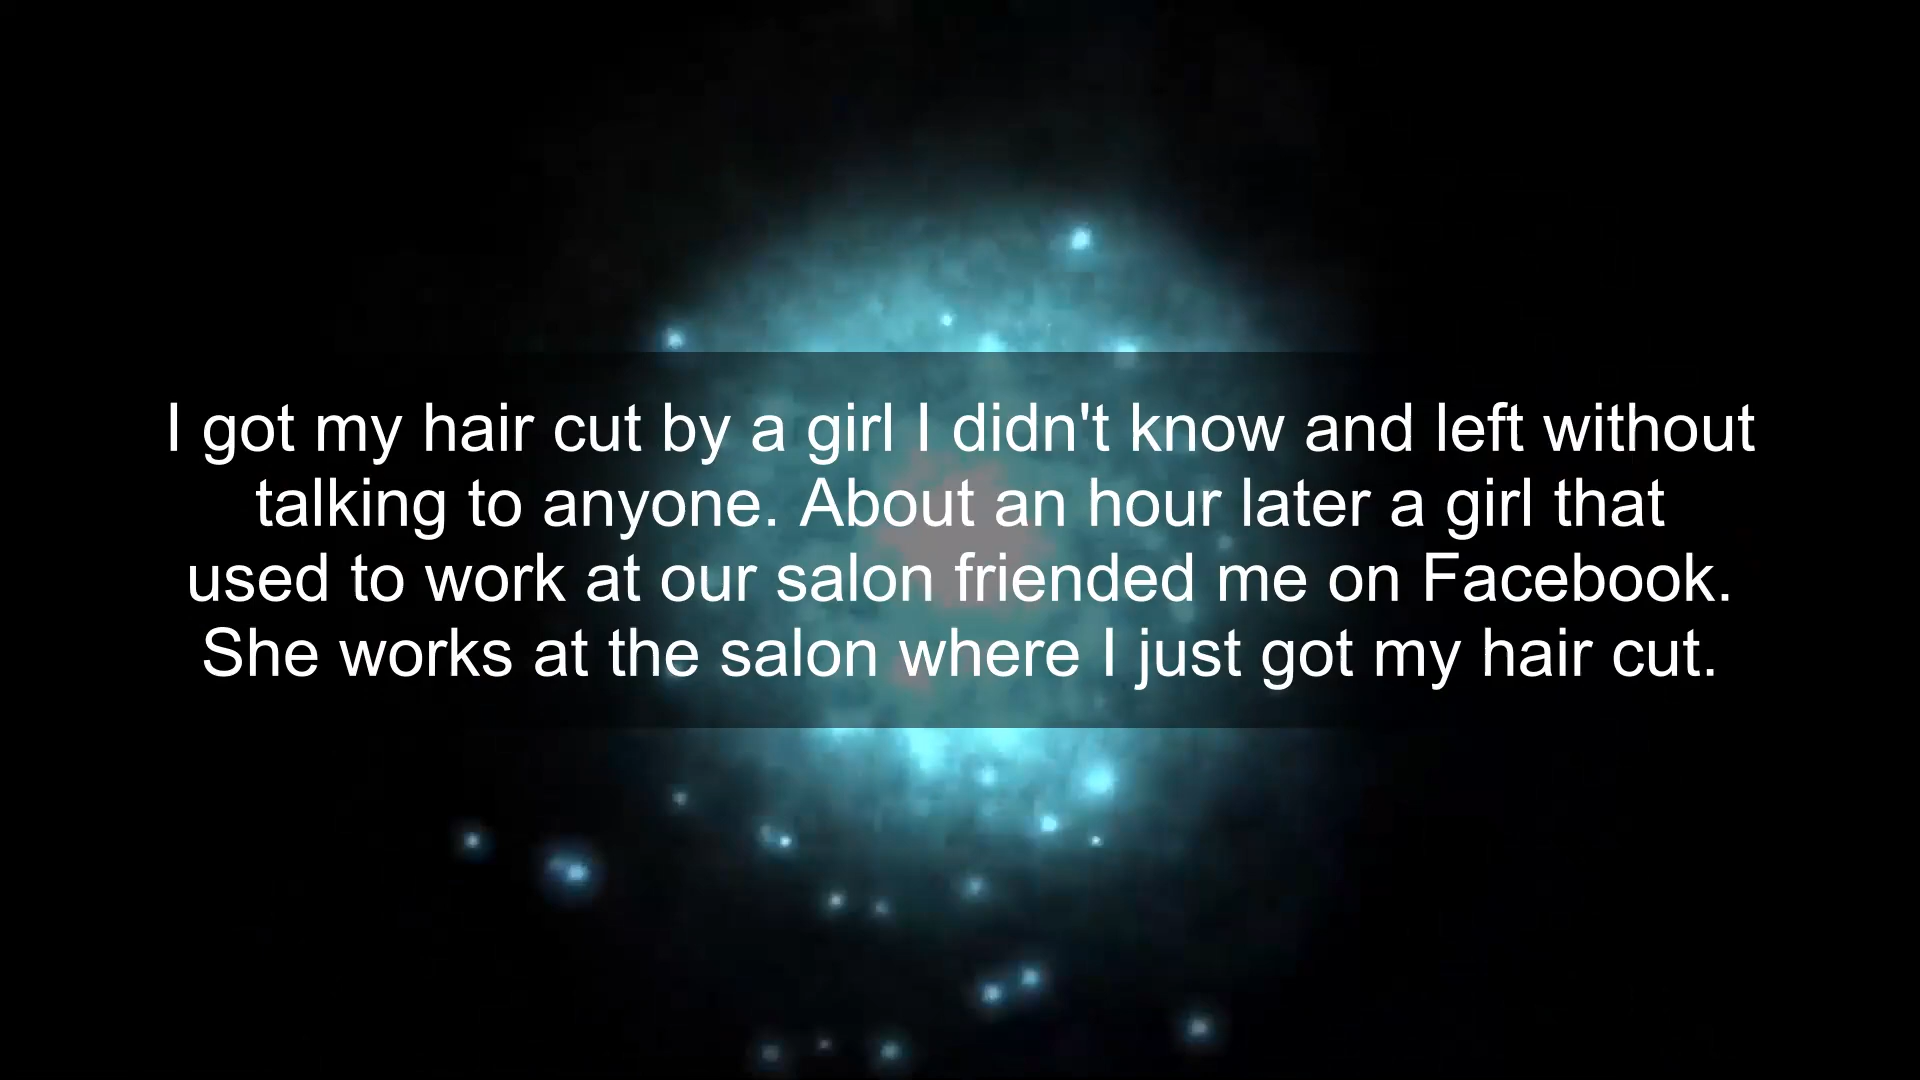 I got my hair cut by a girl I didn't know and left without
talking to anyone. About an hour later a girl that
used to work at our salon friended me on Facebook.
She works at the salon where I just got my hair cut.